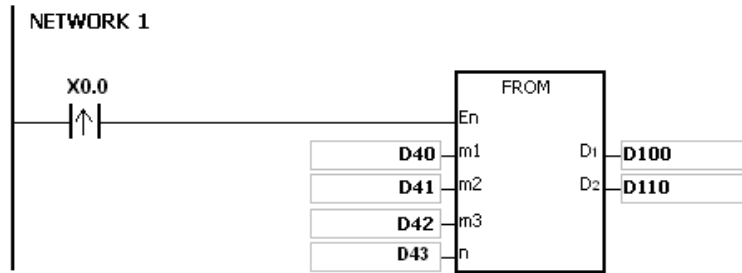 NETWORK 1
X0.0
FROM
En
D40 m1 D1 D100
D41 m2 D2 D110
D42 m3
D43 n